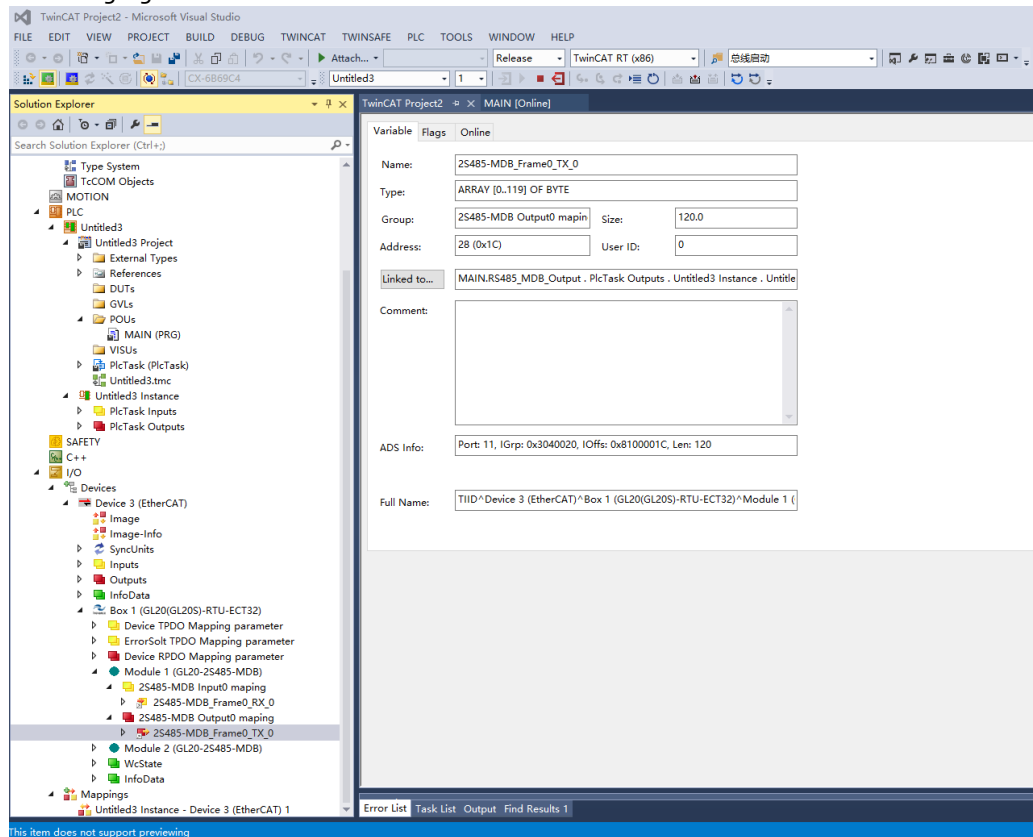 TwinCAT Project2 - Microsoft Visual Studio
FILE EDIT VIEW PROJECT BUILD DEBUG TWINCAT TWINSAFE PLC TOOLS WINDOW HELP
Attach... Release TwinCAT RT (x86) 总线启动
CX-6B69C4 Untitled3 1
Solution Explorer
TwinCAT Project2 MAIN [Online]
Search Solution Explorer (Ctrl+;)
Type System
TcCOM Objects
MOTION
PLC
Untitled3
Untitled3 Project
External Types
References
DUTs
GVLs
POUs
MAIN (PRG)
VISUs
PlcTask (PlcTask)
Untitled3.tmc
Untitled3 Instance
PlcTask Inputs
PlcTask Outputs
SAFETY
C++
I/O
Devices
Device 3 (EtherCAT)
Image
Image-Info
SyncUnits
Inputs
Outputs
InfoData
Box 1 (GL20(GL20S)-RTU-ECT32)
Device TPDO Mapping parameter
ErrorSolt TPDO Mapping parameter
Device RPDO Mapping parameter
Module 1 (GL20-2S485-MDB)
2S485-MDB Input0 maping
2S485-MDB_Frame0_RX_0
2S485-MDB Output0 maping
2S485-MDB_Frame0_TX_0
Module 2 (GL20-2S485-MDB)
WcState
InfoData
Mappings
Untitled3 Instance - Device 3 (EtherCAT) 1
Variable Flags Online
Name: 2S485-MDB_Frame0_TX_0
Type: ARRAY [0..119] OF BYTE
Group: 2S485-MDB Output0 mapin Size: 120.0
Address: 28 (0x1C) User ID: 0
Linked to... MAIN.RS485_MDB_Output . PlcTask Outputs . Untitled3 Instance . Untitle
Comment:
ADS Info: Port: 11, IGrp: 0x3040020, IOffs: 0x8100001C, Len: 120
Full Name: TIID^Device 3 (EtherCAT)^Box 1 (GL20(GL20S)-RTU-ECT32)^Module 1 (
Error List Task List Output Find Results 1
This item does not support previewing